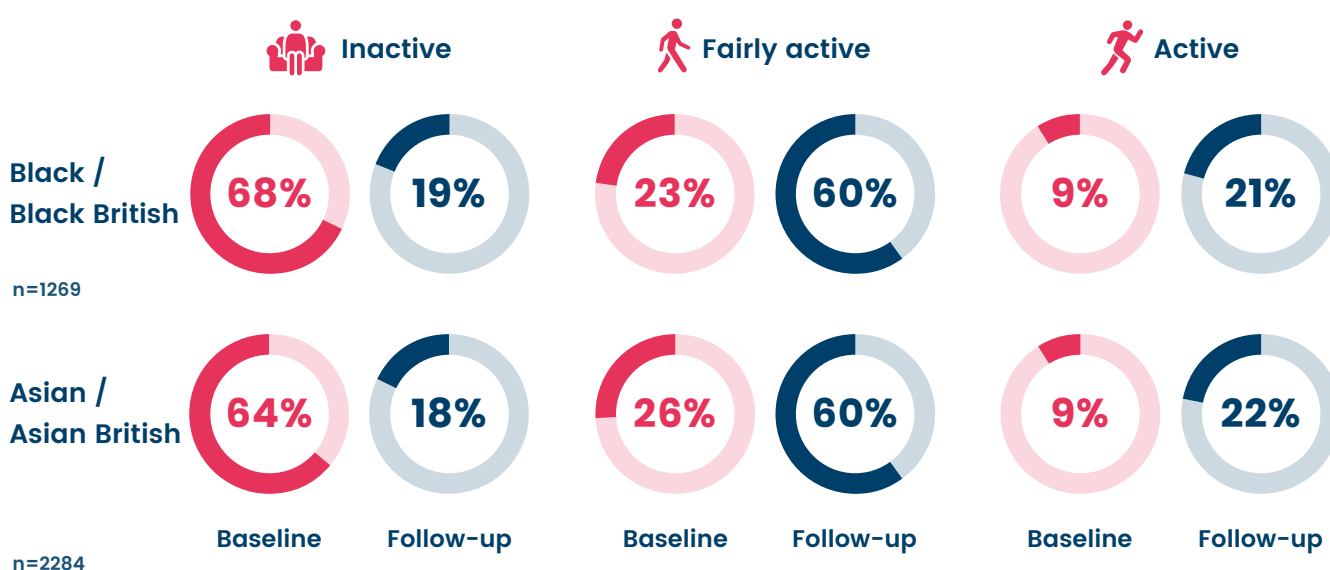 Inactive
Fairly active
Active
Black /
Black British
68%
19%
23%
60%
9%
21%
n=1269
Asian /
Asian British
64%
18%
26%
60%
9%
22%
Baseline
Follow-up
Baseline
Follow-up
Baseline
Follow-up
n=2284